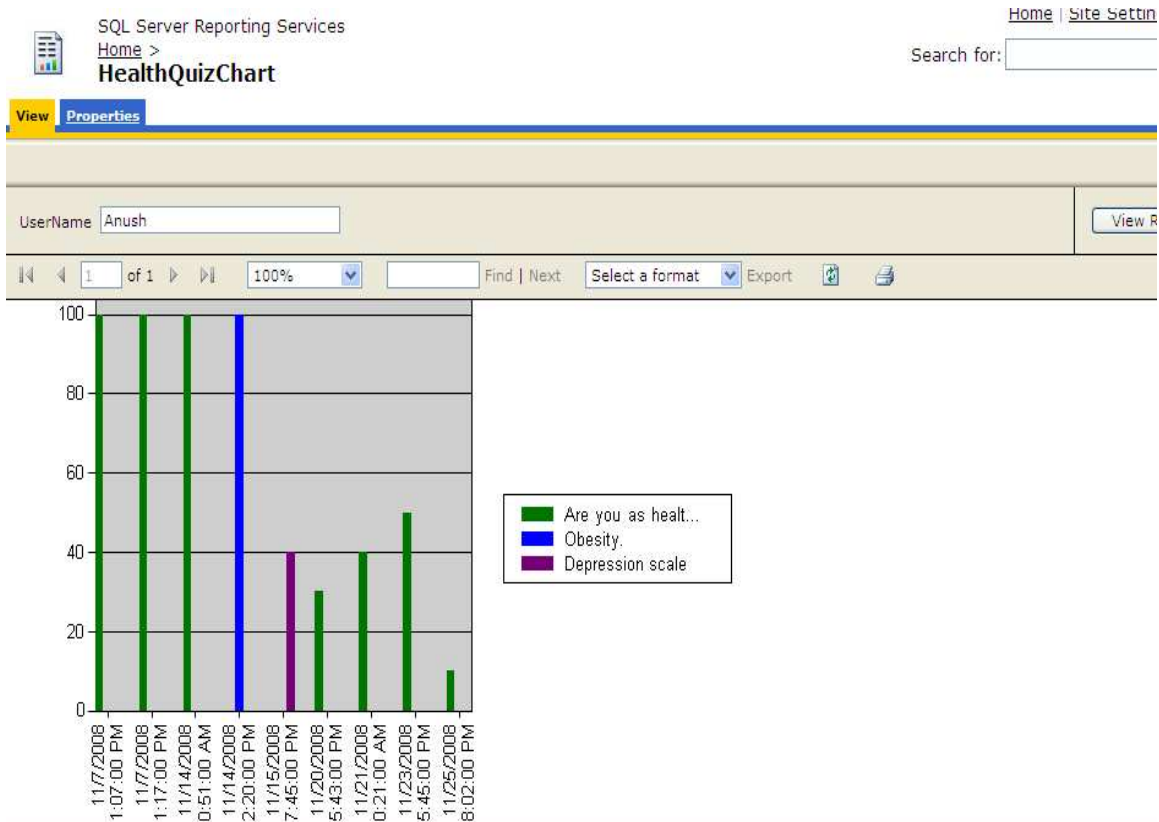 Home | Site Settin
SQL Server Reporting Services
Home >
HealthQuizChart
Search for:
View
Properties
UserName
Anush
View R
1
of 1
100%
Find | Next
Select a format
Export
100
80
60
40
20
0
Are you as healt...
Obesity.
Depression scale
11/7/2008
1:07:00 PM
11/7/2008
1:17:00 PM
11/14/2008
0:51:00 AM
11/14/2008
2:20:00 PM
11/15/2008
7:45:00 PM
11/20/2008
5:43:00 PM
11/21/2008
0:21:00 AM
11/23/2008
5:45:00 PM
11/25/2008
8:02:00 PM